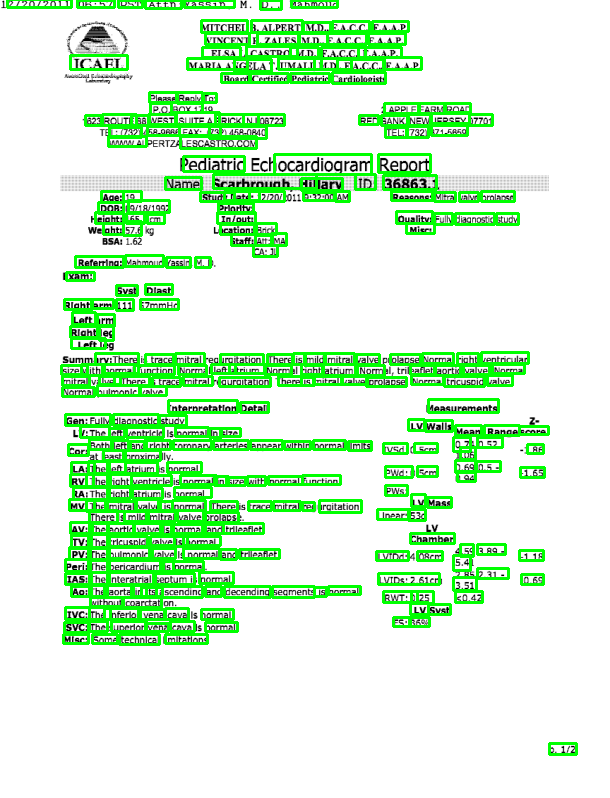 12/20/2011 06:57 PST Attn: Yassin M. D., Mahmoud
MITCHEL B. ALPERT M.D., F.A.C.C. F.A.A.P.
VINCENT E. ZALES M.D., F.A.C.C. F.A.A.P.
ELSA I. CASTRO M.D., F.A.C.C. F.A.A.P.
MARIA ANGELA T. UMALI M.D., F.A.C.C. F.A.A.P.
Board Certified Pediatric Cardiologists
ICAEL
Accredited Echocardiography
Laboratory
Please Reply To:
P.O. BOX 1719
1623 ROUTE 88 WEST, SUITE A BRICK, NJ 08723
TEL: (732) 458-9666 FAX: (732) 458-0840
WWW.ALPERTZALESCASTRO.COM
2 APPLE FARM ROAD
RED BANK, NEW JERSEY 07701
TEL: (732)
Pediatric Echocardiogram Report
Name: Scarbrough, Hillary ID: 36863.1
Age: 19 Study Date: 12/20/2011 9:32:00 AM Reasons: Mitral valve prolapse
DOB: 09/18/1992 Priority:
Height: 165 cm In/out: Quality: Fully diagnostic study
Weight: 57.6 kg Location: Brick Misc:
BSA: 1.62 Staff: Att: MA
CA: JL
Referring: Mahmoud Yassin, M. D.
Exam:
Syst Diast
Right arm 111 57mmHg
Left arm
Right leg
Left leg
Summary: There is trace mitral regurgitation. There is mild mitral valve prolapse. Normal right ventricular
size with normal function. Normal left atrium. Normal right atrium. Normal, trileaflet aortic valve. Normal
mitral valve. There is trace mitral regurgitation. There is mild mitral valve prolapse. Normal tricuspid valve.
Normal pulmonic valve.
Interpretation Detail
Gen: Fully diagnostic study
LV: The left ventricle is normal in size.
Cor: Both left and right coronary arteries appear within normal limits
at least proximally.
LA: The left atrium is normal.
RV: The right ventricle is normal in size with normal function.
RA: The right atrium is normal.
MV: The mitral valve is normal. There is trace mitral regurgitation.
There is mild mitral valve prolapse.
AV: The aortic valve is normal and trileaflet.
TV: The tricuspid valve is normal.
PV: The pulmonic valve is normal and trileaflet.
Peri: The pericardium is normal.
IAS: The interatrial septum is normal.
Ao: The aorta in its ascending and decending segments is normal
without coarctation.
IVC: The inferior vena cava is normal.
SVC: The superior vena cava is normal.
Misc: Some technical limitations
Measurements
LV Walls Mean Range Z-score
IVSd: 0.5cm 0.79 0.52 - 1.06 -1.86
PWd: .5cm 0.69 0.5 - .94 -1.65
PWs:
LV Mass
Linear: 53g
LV Chamber
LVIDd: 4.08cm 4.59 3.89 - 5.41 -1.18
LVIDs: 2.61cm 2.85 2.31 - 3.51 -0.69
RWT: 0.25 <0.42
LV Syst
FS: 36%
p. 1/2